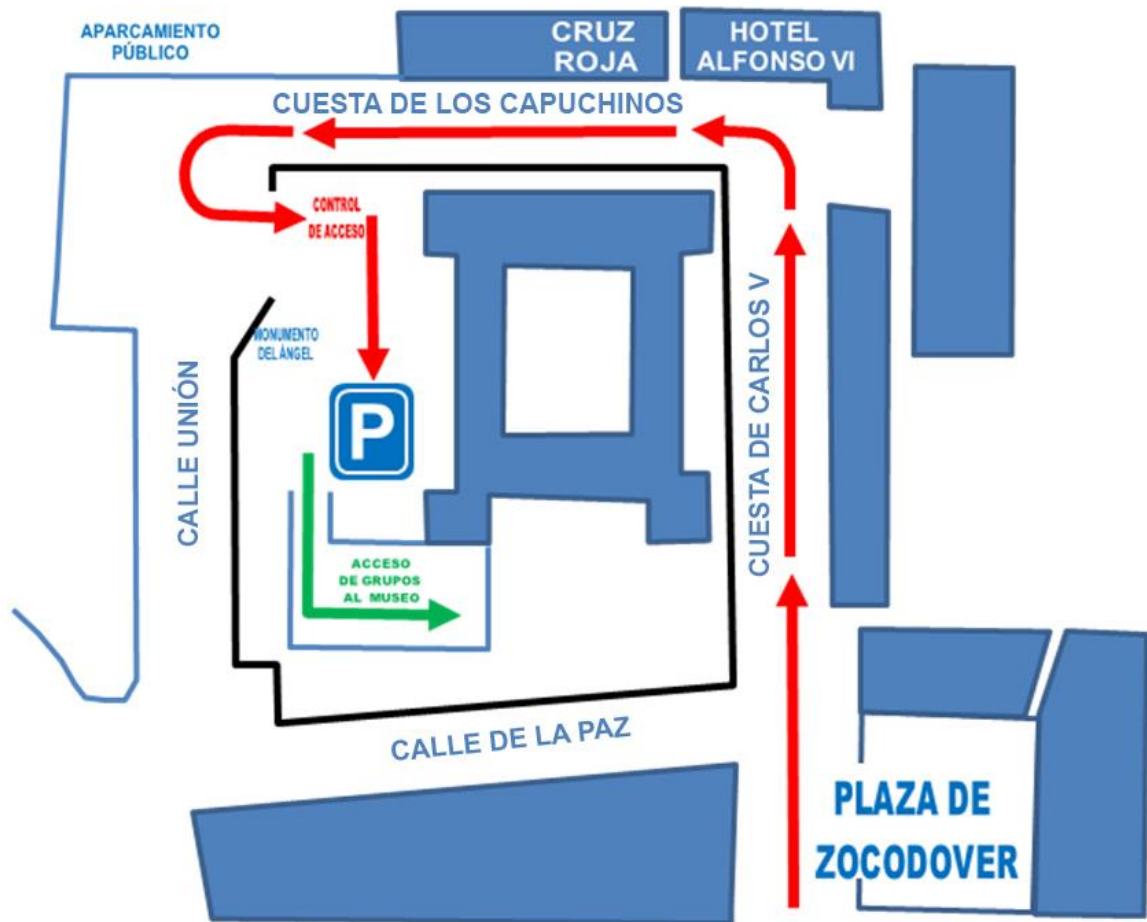 APARCAMIENTO
PÚBLICO
CRUZ
ROJA
HOTEL
ALFONSO VI
CUESTA DE LOS CAPUCHINOS
CONTROL
DE ACCESO
MONUMENTO
DEL ÁNGEL
CALLE UNIÓN
P
CUESTA DE CARLOS V
ACCESO
DE GRUPOS
AL MUSEO
CALLE DE LA PAZ
PLAZA DE
ZOCODOVER